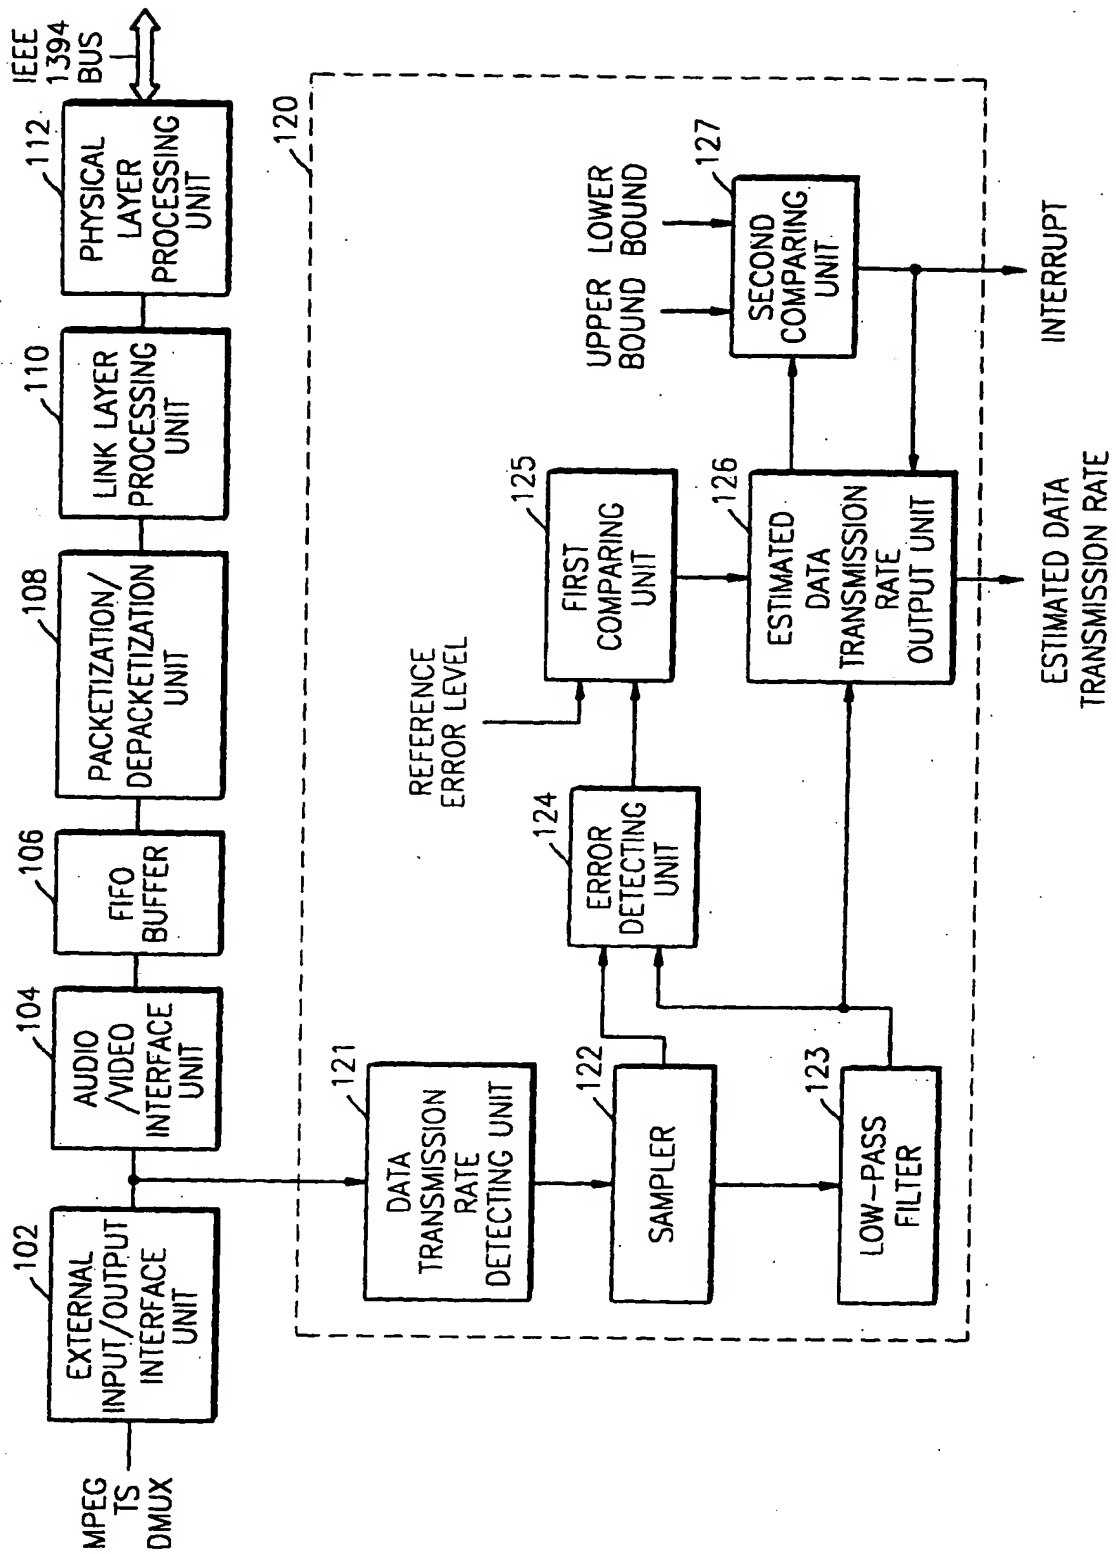 MPEG
TS
DMUX
102
EXTERNAL
INPUT/OUTPUT
INTERFACE
UNIT
104
AUDIO
/VIDEO
INTERFACE
UNIT
106
FIFO
BUFFER
108
PACKETIZATION/
DEPACKETIZATION
UNIT
110
LINK LAYER
PROCESSING
UNIT
112
PHYSICAL
LAYER
PROCESSING
UNIT
IEEE
1394
BUS
120
121
DATA
TRANSMISSION
RATE
DETECTING UNIT
122
SAMPLER
123
LOW-PASS
FILTER
124
ERROR
DETECTING
UNIT
REFERENCE
ERROR LEVEL
125
FIRST
COMPARING
UNIT
126
ESTIMATED
DATA
TRANSMISSION
RATE
OUTPUT UNIT
UPPER
BOUND
LOWER
BOUND
127
SECOND
COMPARING
UNIT
ESTIMATED DATA
TRANSMISSION RATE
INTERRUPT